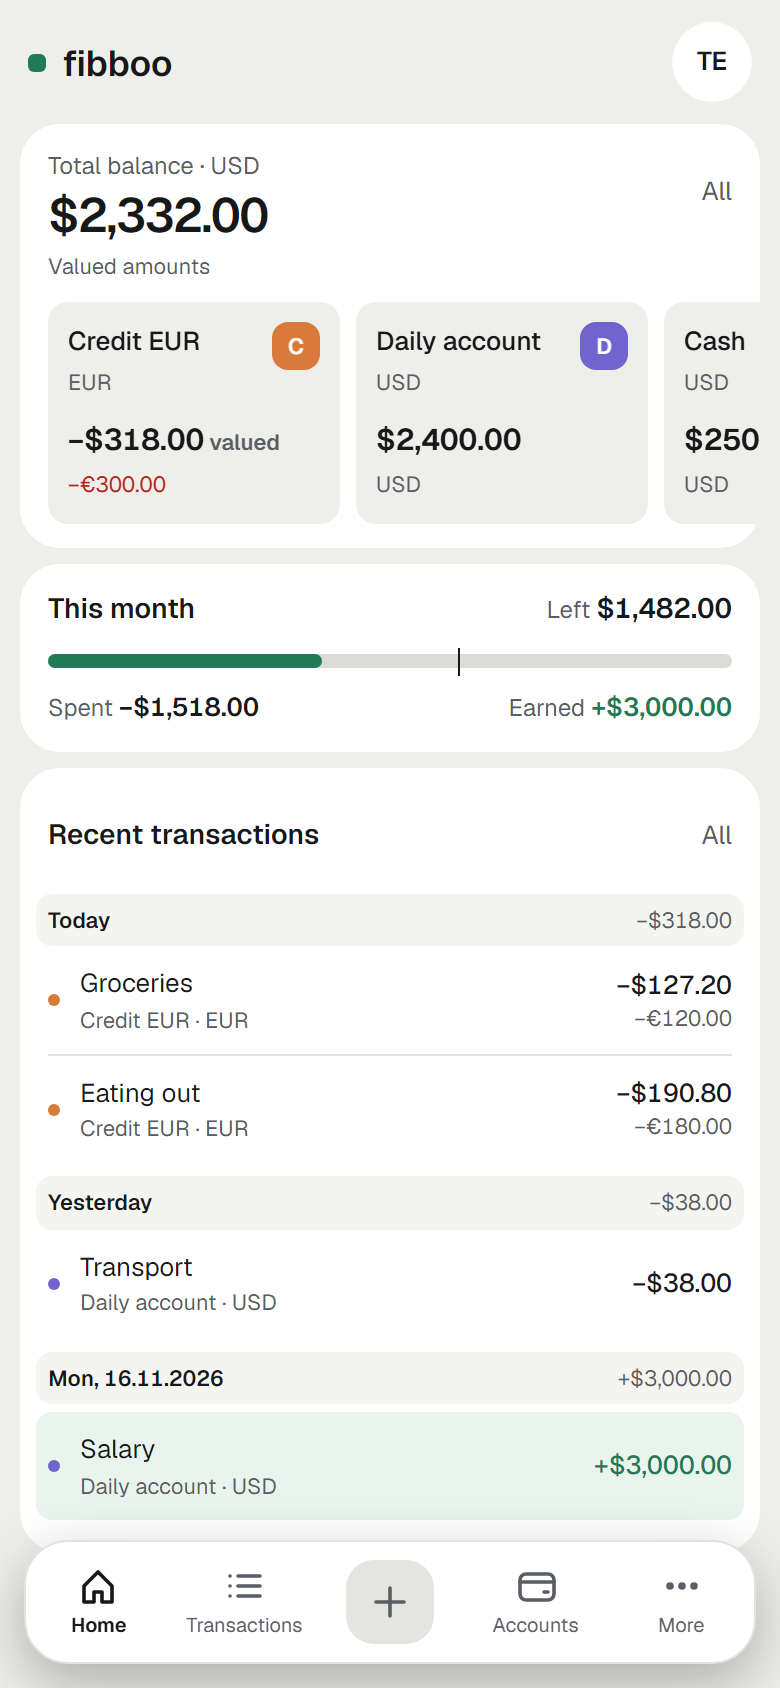 fibboo
TE
Total balance · USD
$2,332.00
All
Valued amounts
Credit EUR
C
EUR
−$318.00 valued
−€300.00
Daily account
D
USD
$2,400.00
USD
Cash
USD
$250
USD
This month
Left $1,482.00
Spent −$1,518.00
Earned +$3,000.00
Recent transactions
All
Today
−$318.00
Groceries
−$127.20
Credit EUR · EUR
−€120.00
Eating out
−$190.80
Credit EUR · EUR
−€180.00
Yesterday
−$38.00
Transport
−$38.00
Daily account · USD
Mon, 16.11.2026
+$3,000.00
Salary
+$3,000.00
Daily account · USD
Home
Transactions
Accounts
More